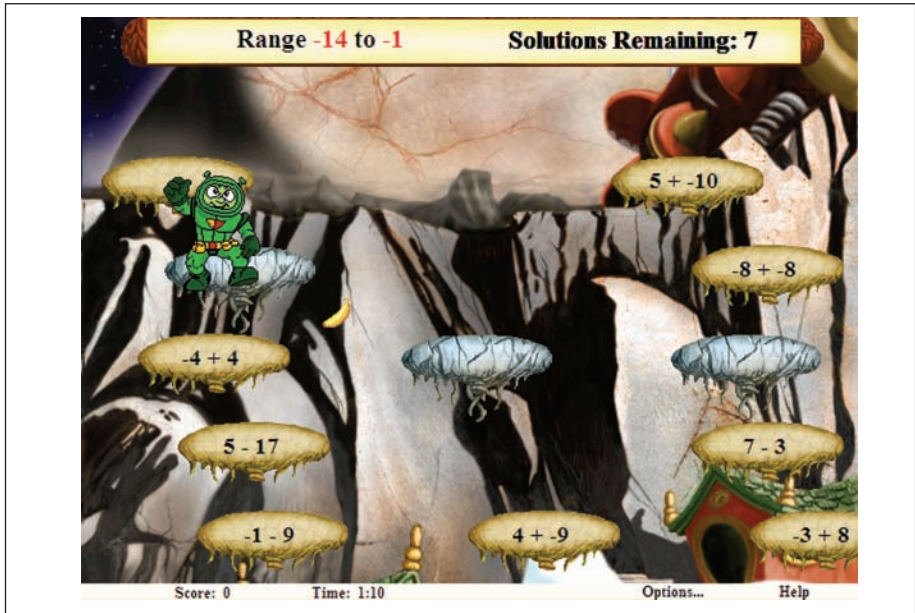 Range -14 to -1 Solutions Remaining: 7
5 + -10
-8 + -8
-4 + 4
5 - 17
7 - 3
-1 - 9
4 + -9
-3 + 8
Score: 0 Time: 1:10 Options... Help